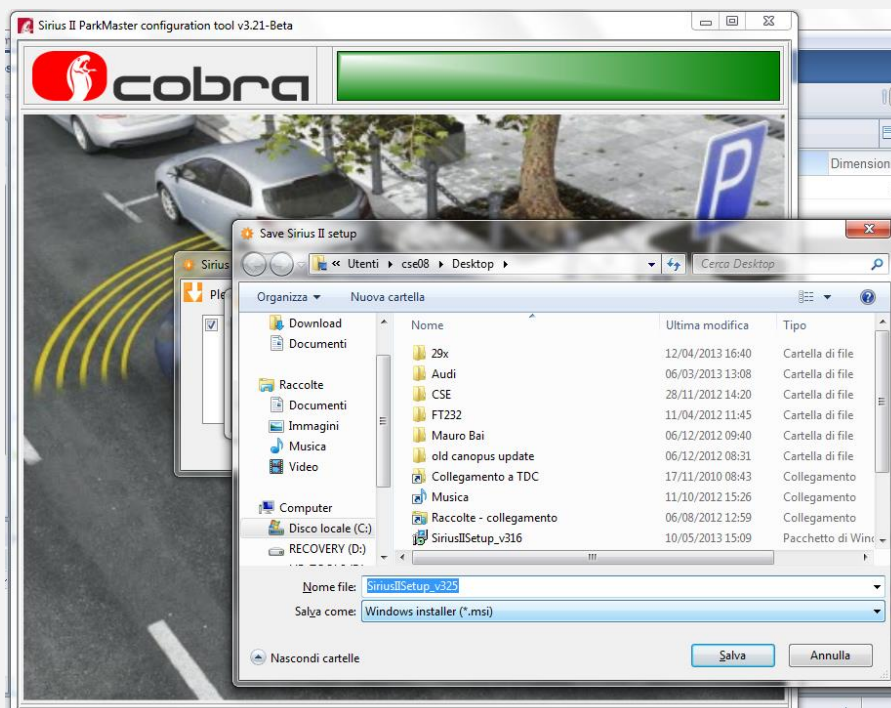 Sirius II ParkMaster configuration tool v3.21-Beta
cobra
P
Dimension
Save Sirius II setup
Sirius
« Utenti ▸ cse08 ▸ Desktop ▸
Cerca Desktop
Organizza
Nuova cartella
Download
Documenti
Raccolte
Documenti
Immagini
Musica
Video
Computer
Disco locale (C:)
RECOVERY (D:)
Nome Ultima modifica Tipo
29x 12/04/2013 16:40 Cartella di file
Audi 06/03/2013 13:08 Cartella di file
CSE 28/11/2012 14:20 Cartella di file
FT232 11/04/2012 11:45 Cartella di file
Mauro Bai 06/12/2012 09:40 Cartella di file
old canopus update 06/12/2012 08:31 Cartella di file
Collegamento a TDC 17/11/2010 08:43 Collegamento
Musica 11/10/2012 15:26 Collegamento
Raccolte - collegamento 06/08/2012 12:59 Collegamento
SiriusIISetup_v316 10/05/2013 15:09 Pacchetto di Winc
Nome file: SiriusIISetup_v325
Salva come: Windows installer (*.msi)
Nascondi cartelle
Salva
Annulla